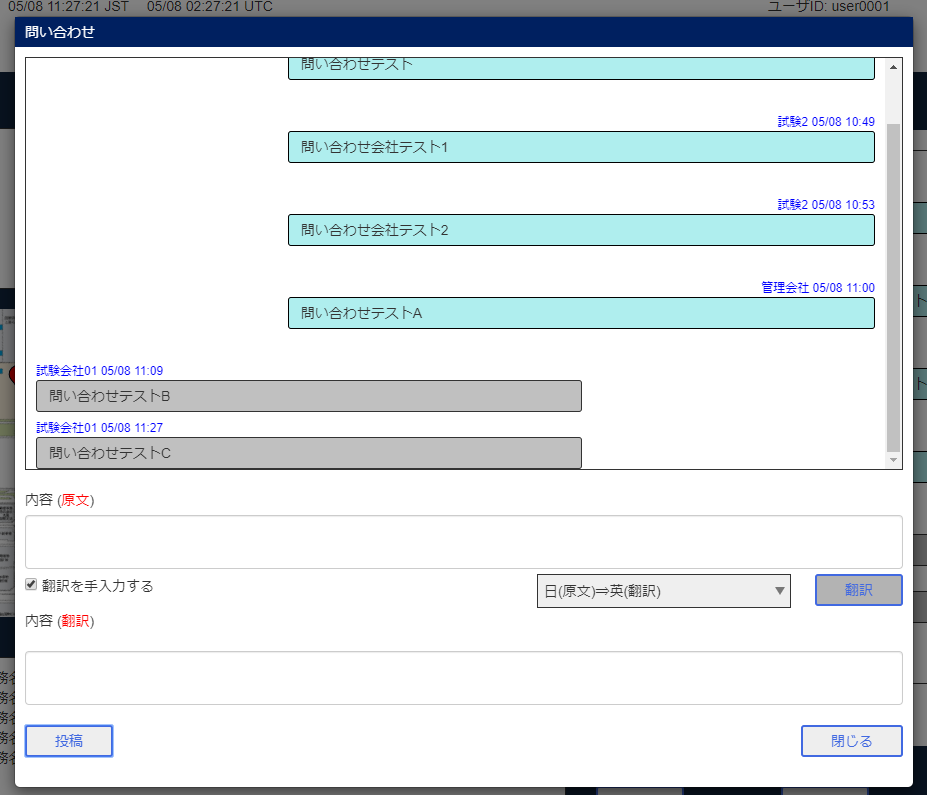 05/08 11:27:21 JST 05/08 02:27:21 UTC ユーザID: user0001
問い合わせ
問い合わせテスト
試験2 05/08 10:49
問い合わせ会社テスト1
試験2 05/08 10:53
問い合わせ会社テスト2
管理会社 05/08 11:00
問い合わせテストA
試験会社01 05/08 11:09
問い合わせテストB
試験会社01 05/08 11:27
問い合わせテストC
内容 (原文)
翻訳を手入力する
日(原文)⇒英(翻訳)
翻訳
内容 (翻訳)
投稿
閉じる